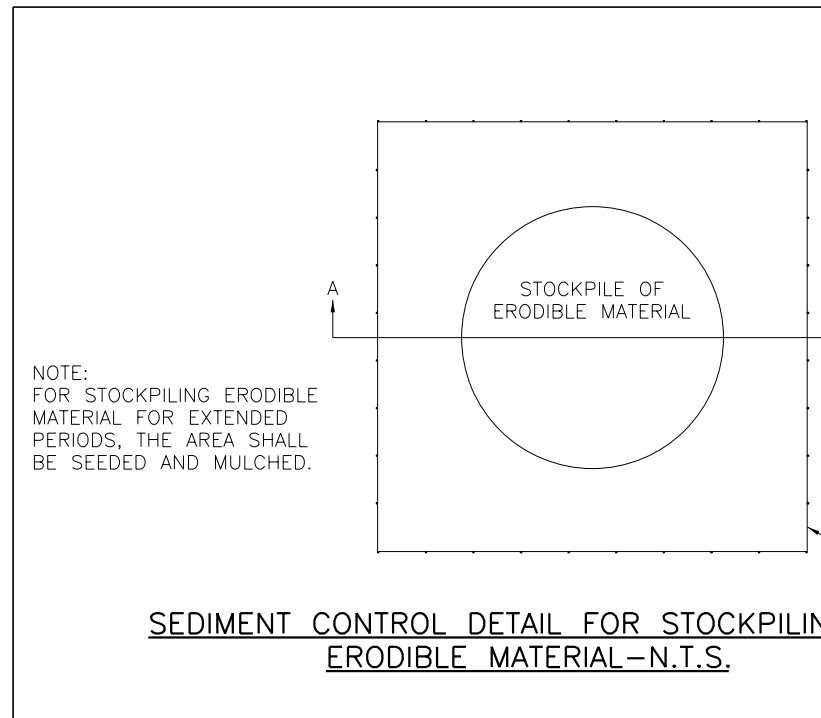 A
STOCKPILE OF
ERODIBLE MATERIAL
NOTE:
FOR STOCKPILING ERODIBLE
MATERIAL FOR EXTENDED
PERIODS, THE AREA SHALL
BE SEEDED AND MULCHED.
SEDIMENT CONTROL DETAIL FOR STOCKPILIN
ERODIBLE MATERIAL-N.T.S.